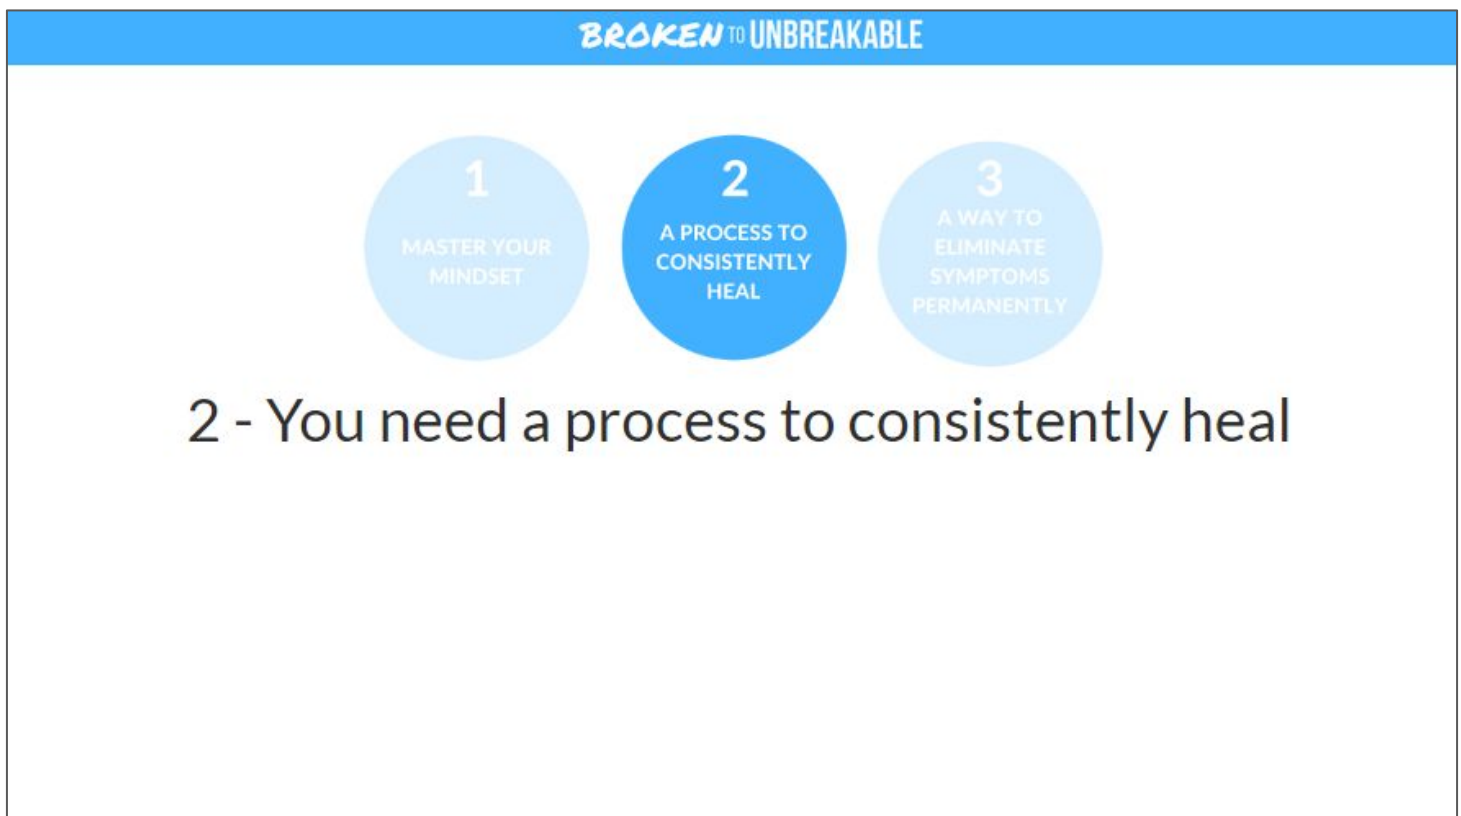 BROKEN TO UNBREAKABLE
1
MASTER YOUR
MINDSET
2
A PROCESS TO
CONSISTENTLY
HEAL
3
A WAY TO
ELIMINATE
SYMPTOMS
PERMANENTLY
2 - You need a process to consistently heal